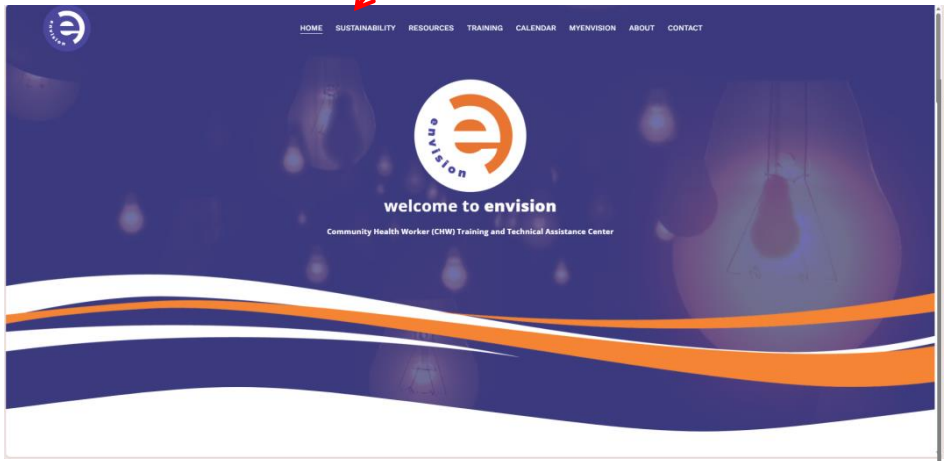 envision
HOME SUSTAINABILITY RESOURCES TRAINING CALENDAR MYENVISION ABOUT CONTACT
envision
welcome to envision
Community Health Worker (CHW) Training and Technical Assistance Center